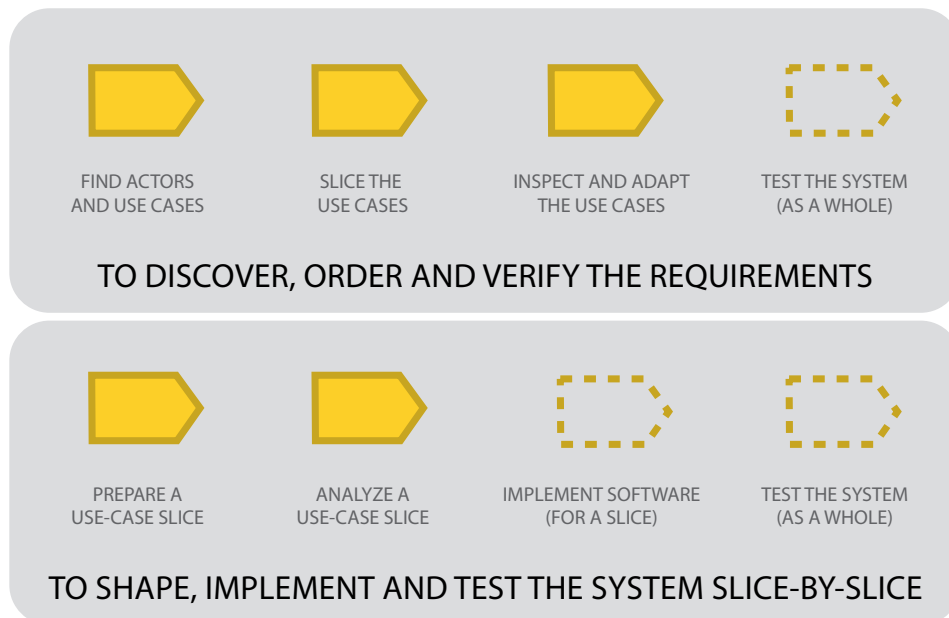 FIND ACTORS
AND USE CASES
SLICE THE
USE CASES
INSPECT AND ADAPT
THE USE CASES
TEST THE SYSTEM
(AS A WHOLE)
TO DISCOVER, ORDER AND VERIFY THE REQUIREMENTS
PREPARE A
USE-CASE SLICE
ANALYZE A
USE-CASE SLICE
IMPLEMENT SOFTWARE
(FOR A SLICE)
TEST THE SYSTEM
(AS A WHOLE)
TO SHAPE, IMPLEMENT AND TEST THE SYSTEM SLICE-BY-SLICE